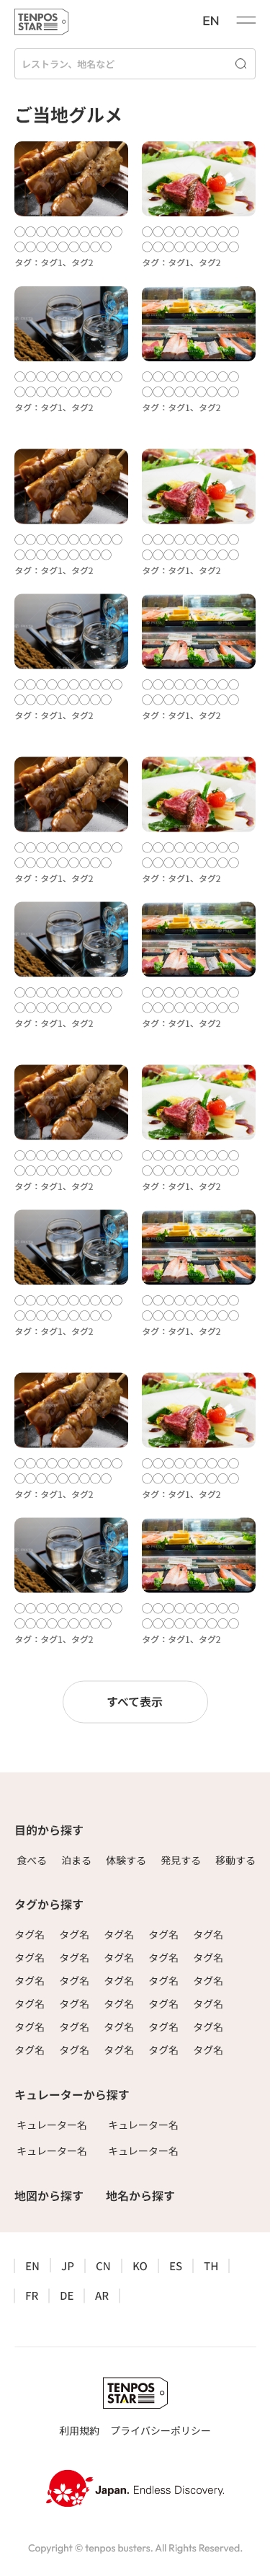 TENPOS
STAR
EN
レストラン、地名など
ご当地グルメ
〇〇〇〇〇〇〇〇〇〇
〇〇〇〇〇〇〇〇〇
タグ：タグ1、タグ2
〇〇〇〇〇〇〇〇〇
〇〇〇〇〇〇〇〇〇
タグ：タグ1、タグ2
〇〇〇〇〇〇〇〇〇〇
〇〇〇〇〇〇〇〇〇
タグ：タグ1、タグ2
〇〇〇〇〇〇〇〇〇
〇〇〇〇〇〇〇〇〇
タグ：タグ1、タグ2
〇〇〇〇〇〇〇〇〇〇
〇〇〇〇〇〇〇〇〇
タグ：タグ1、タグ2
〇〇〇〇〇〇〇〇〇
〇〇〇〇〇〇〇〇〇
タグ：タグ1、タグ2
〇〇〇〇〇〇〇〇〇〇
〇〇〇〇〇〇〇〇〇
タグ：タグ1、タグ2
〇〇〇〇〇〇〇〇〇
〇〇〇〇〇〇〇〇〇
タグ：タグ1、タグ2
〇〇〇〇〇〇〇〇〇〇
〇〇〇〇〇〇〇〇〇
タグ：タグ1、タグ2
〇〇〇〇〇〇〇〇〇
〇〇〇〇〇〇〇〇〇
タグ：タグ1、タグ2
〇〇〇〇〇〇〇〇〇〇
〇〇〇〇〇〇〇〇〇
タグ：タグ1、タグ2
〇〇〇〇〇〇〇〇〇
〇〇〇〇〇〇〇〇〇
タグ：タグ1、タグ2
〇〇〇〇〇〇〇〇〇〇
〇〇〇〇〇〇〇〇〇
タグ：タグ1、タグ2
〇〇〇〇〇〇〇〇〇
〇〇〇〇〇〇〇〇〇
タグ：タグ1、タグ2
〇〇〇〇〇〇〇〇〇〇
〇〇〇〇〇〇〇〇〇
タグ：タグ1、タグ2
〇〇〇〇〇〇〇〇〇
〇〇〇〇〇〇〇〇〇
タグ：タグ1、タグ2
〇〇〇〇〇〇〇〇〇〇
〇〇〇〇〇〇〇〇〇
タグ：タグ1、タグ2
〇〇〇〇〇〇〇〇〇
〇〇〇〇〇〇〇〇〇
タグ：タグ1、タグ2
〇〇〇〇〇〇〇〇〇〇
〇〇〇〇〇〇〇〇〇
タグ：タグ1、タグ2
〇〇〇〇〇〇〇〇〇
〇〇〇〇〇〇〇〇〇
タグ：タグ1、タグ2
すべて表示
目的から探す
食べる 泊まる 体験する 発見する 移動する
タグから探す
タグ名 タグ名 タグ名 タグ名 タグ名
タグ名 タグ名 タグ名 タグ名 タグ名
タグ名 タグ名 タグ名 タグ名 タグ名
タグ名 タグ名 タグ名 タグ名 タグ名
タグ名 タグ名 タグ名 タグ名 タグ名
タグ名 タグ名 タグ名 タグ名 タグ名
キュレーターから探す
キュレーター名 キュレーター名
キュレーター名 キュレーター名
地図から探す 地名から探す
EN JP CN KO ES TH
FR DE AR
TENPOS
STAR
利用規約 プライバシーポリシー
Japan. Endless Discovery.
Copyright © tenpos busters. All Rights Reserved.